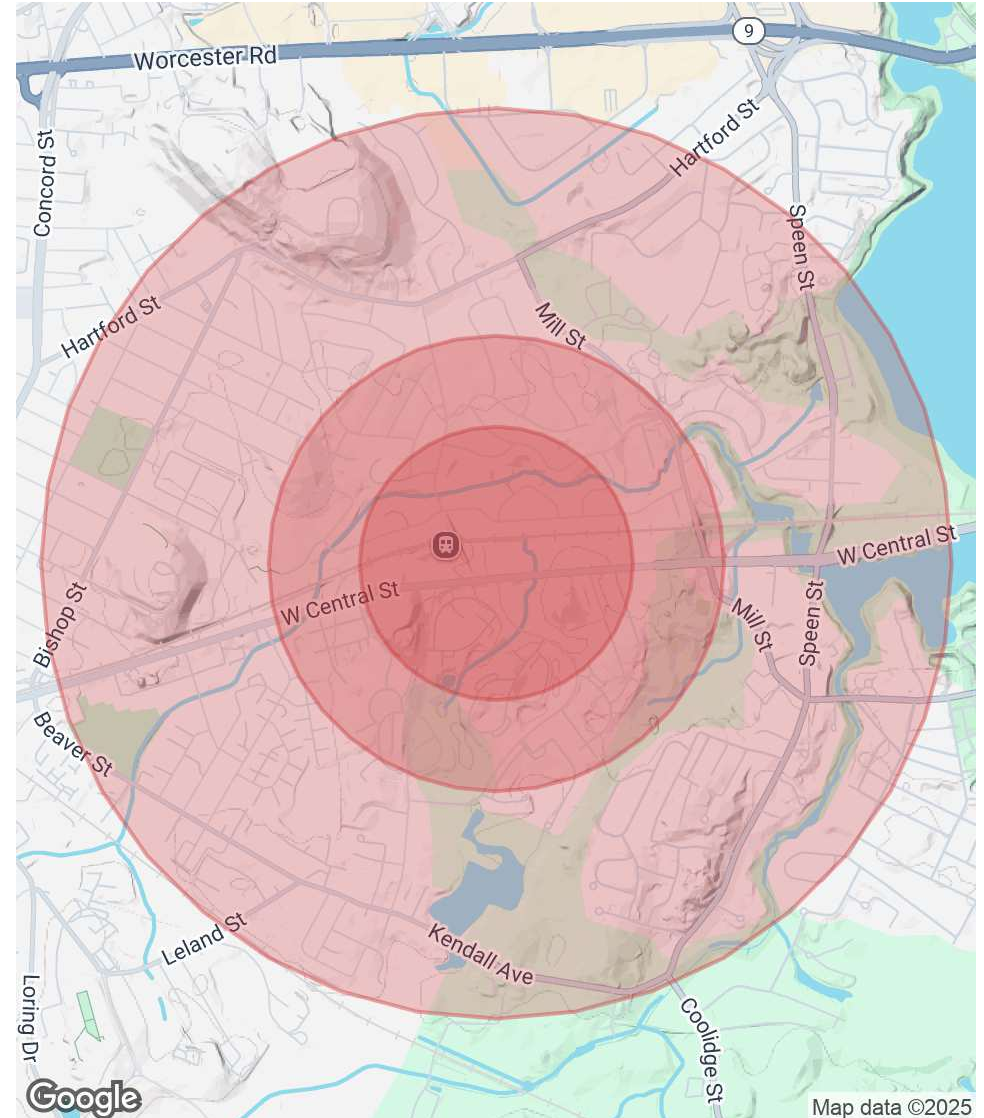 Worcester Rd
9
Concord St
Hartford St
Speen St
Hartford St
Mill St
W Central St
W Central St
Bishop St
Mill St
Speen St
Beaver St
Leland St
Kendall Ave
Loring Dr
Coolidge St
Google
Map data ©2025